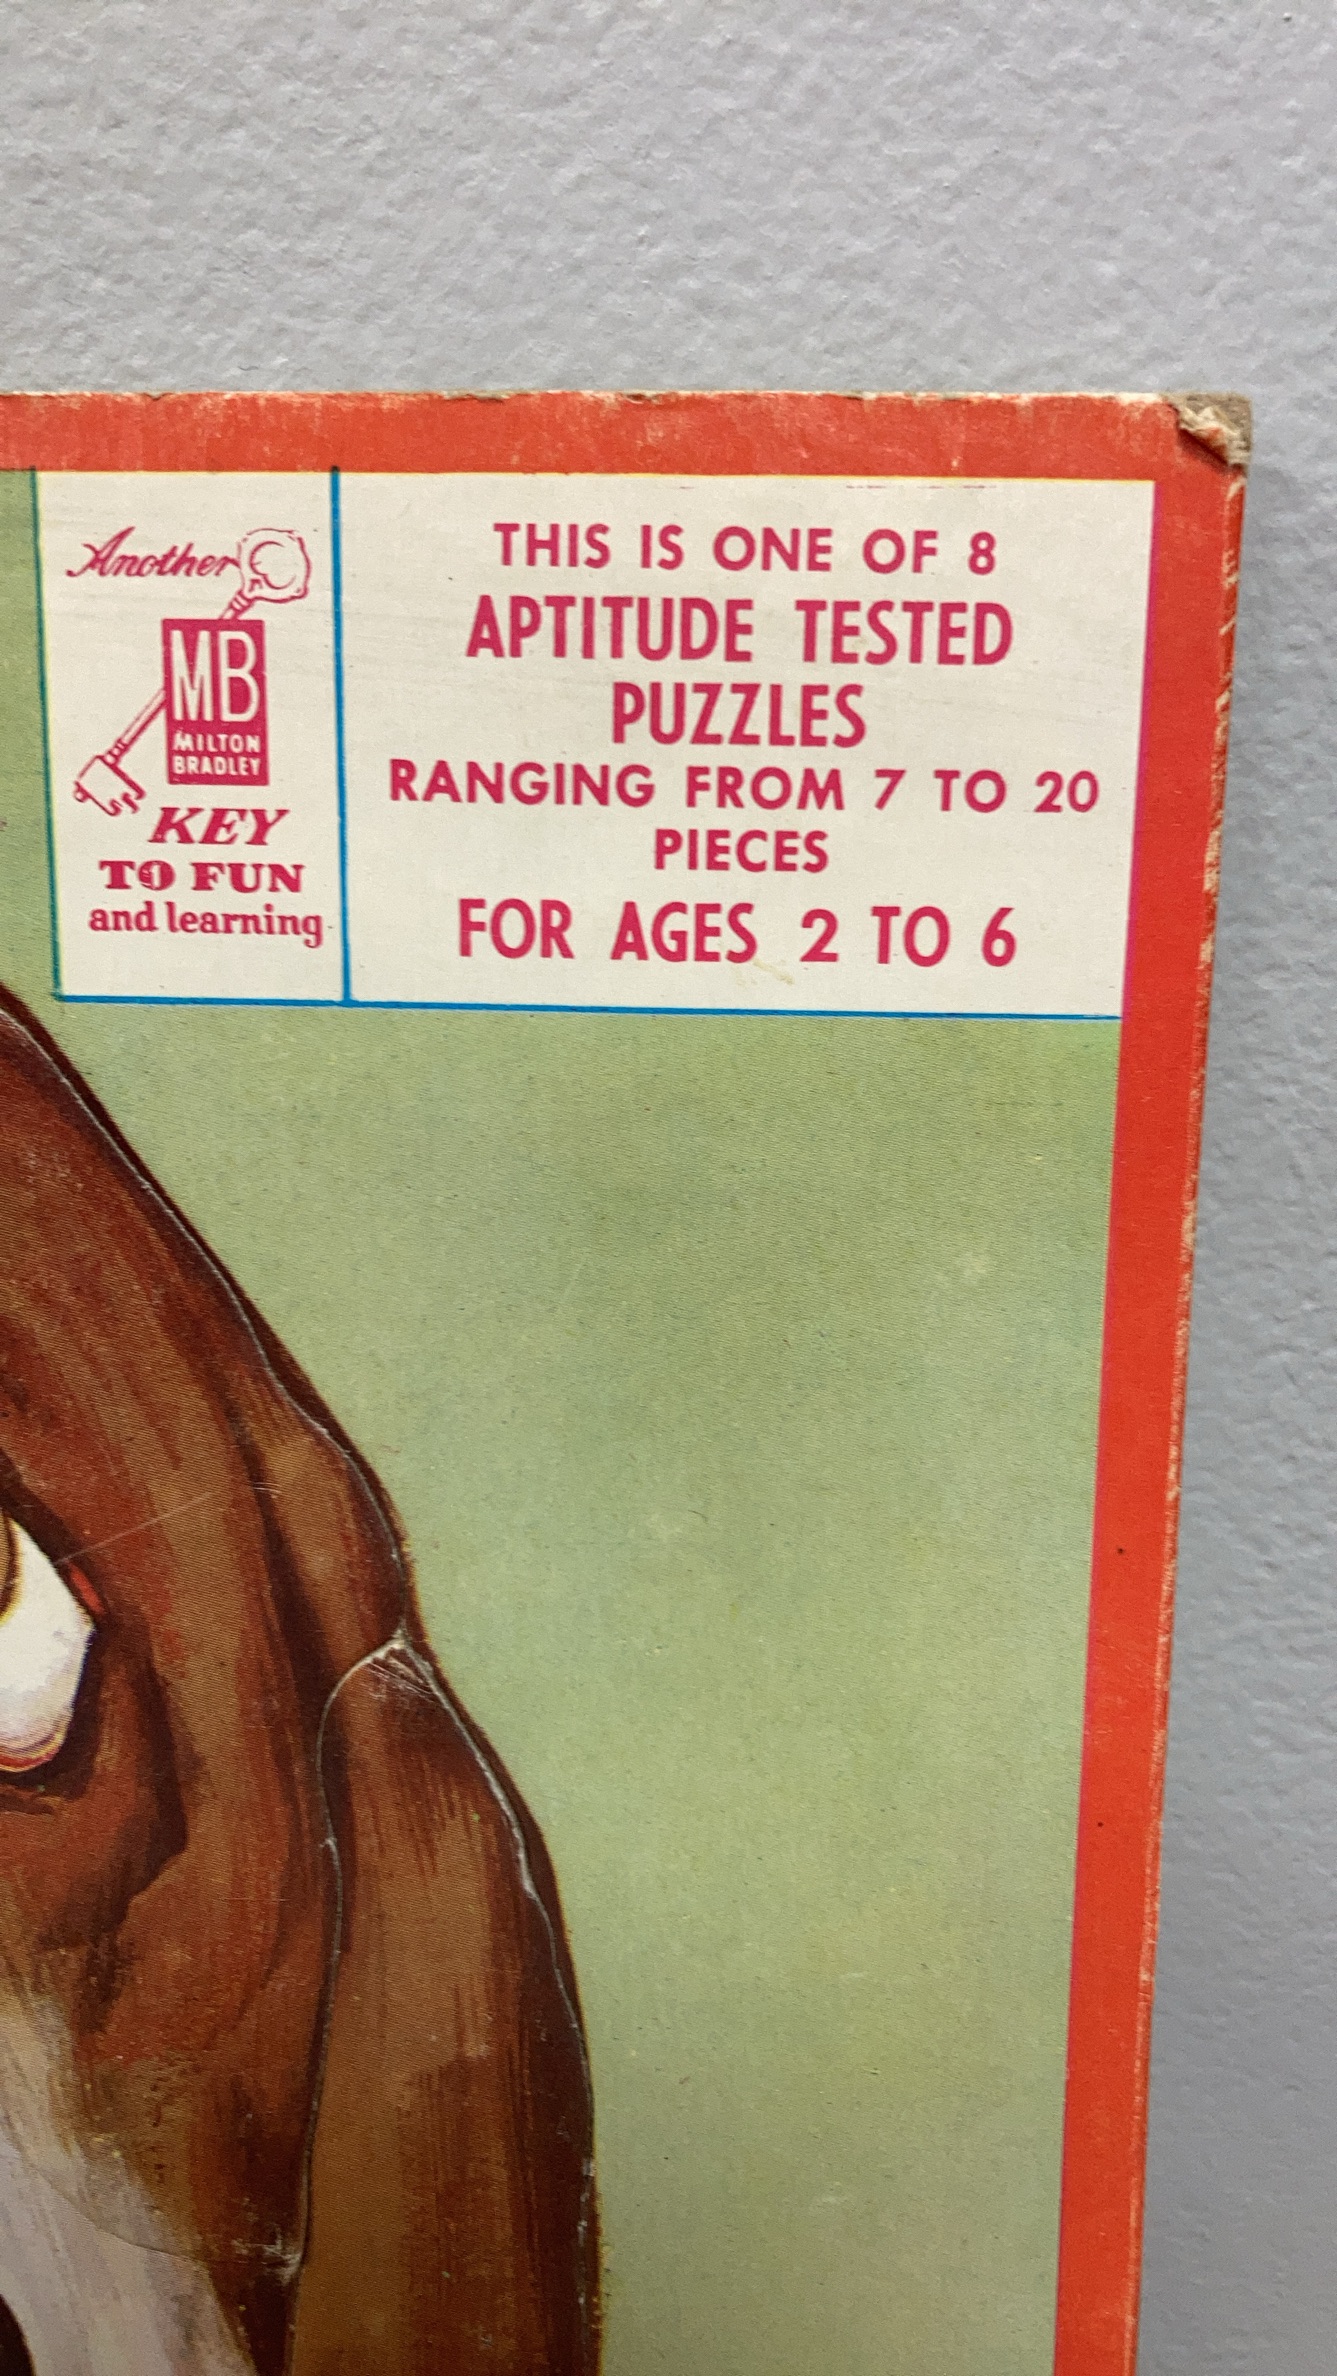 Another
MB
MILTON
BRADLEY
KEY
TO FUN
and learning
THIS IS ONE OF 8
APTITUDE TESTED
PUZZLES
RANGING FROM 7 TO 20
PIECES
FOR AGES 2 TO 6